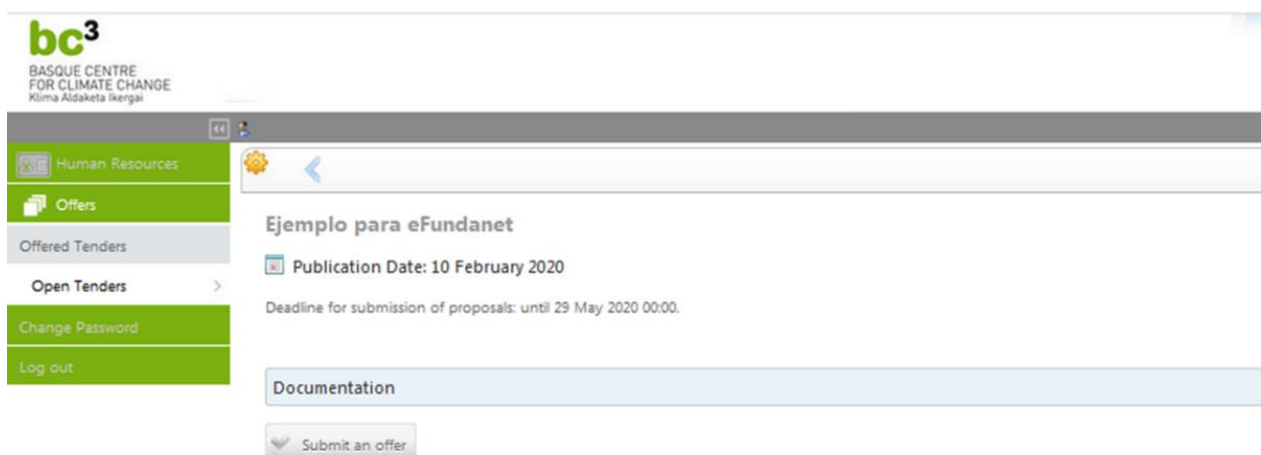 bc3
BASQUE CENTRE
FOR CLIMATE CHANGE
Klima Aldaketa Ikergai
Human Resources
Offers
Offered Tenders
Open Tenders
Change Password
Log out
Ejemplo para eFundanet
Publication Date: 10 February 2020
Deadline for submission of proposals: until 29 May 2020 00:00.
Documentation
Submit an offer